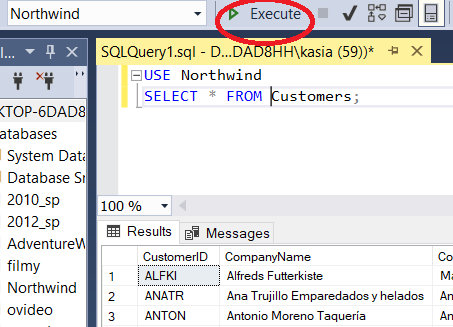 Northwind Execute
SQLQuery1.sql - D...DAD8HH\kasia (59))*
USE Northwind
SELECT * FROM Customers;
KTOP-6DAD8
atabases
System Data
Database Sn
2010_sp
2012_sp
AdventureW
filmy
Northwind
ovideo
100 %
Results Messages
CustomerID CompanyName Co
1 ALFKI Alfreds Futterkiste Ma
2 ANATR Ana Trujillo Emparedados y helados An
3 ANTON Antonio Moreno Taquería An